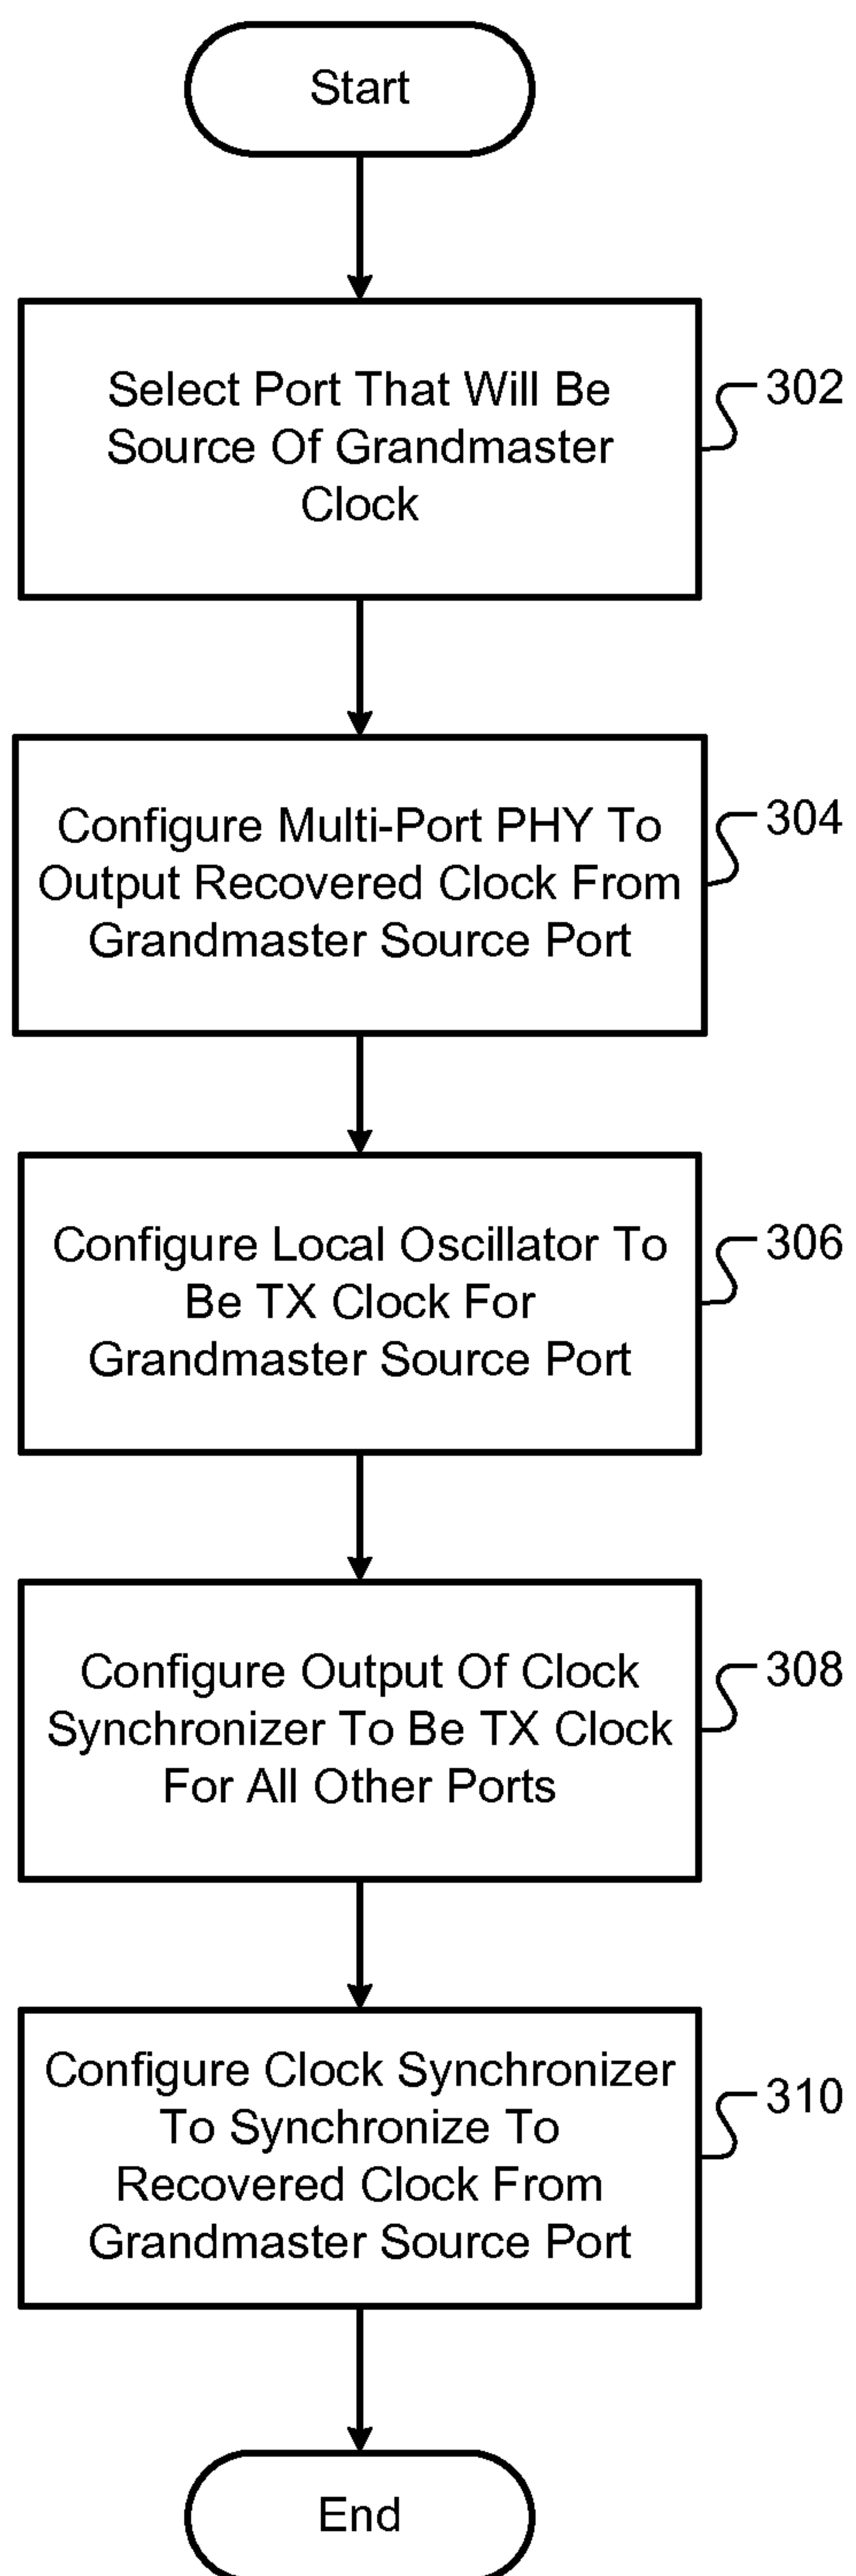 Start
Select Port That Will Be
Source Of Grandmaster
Clock
302
Configure Multi-Port PHY To
Output Recovered Clock From
Grandmaster Source Port
304
Configure Local Oscillator To
Be TX Clock For
Grandmaster Source Port
306
Configure Output Of Clock
Synchronizer To Be TX Clock
For All Other Ports
308
Configure Clock Synchronizer
To Synchronize To
Recovered Clock From
Grandmaster Source Port
310
End